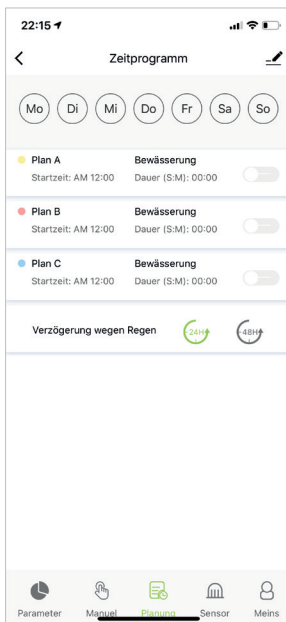 22:15
Zeitprogramm
Mo Di Mi Do Fr Sa So
Plan A Bewässerung
Startzeit: AM 12:00 Dauer (S:M): 00:00
Plan B Bewässerung
Startzeit: AM 12:00 Dauer (S:M): 00:00
Plan C Bewässerung
Startzeit: AM 12:00 Dauer (S:M): 00:00
Verzögerung wegen Regen 24H 48H
Parameter Manuel Planung Sensor Meins